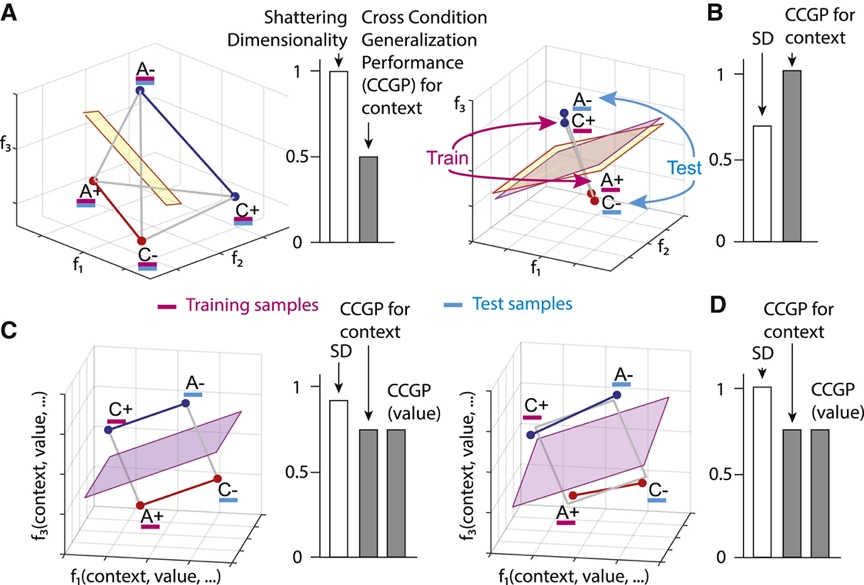 A
Shattering
Dimensionality
Cross Condition
Generalization
Performance
(CCGP) for
context
1
0.5
0
A-
A+
C+
C-
f3
f1
f2
B
SD
CCGP for
context
1
0.5
0
f3
A-
C+
Train
Test
A+
C-
f1
f2
Training samples
Test samples
C
C+
A-
A+
C-
f3(context, value, ...)
f1(context, value, ...)
CCGP for
context
SD
CCGP
(value)
1
0.5
0
D
C+
A-
A+
C-
f3(context, value, ...)
f1(context, value, ...)
CCGP for
context
SD
CCGP
(value)
1
0.5
0